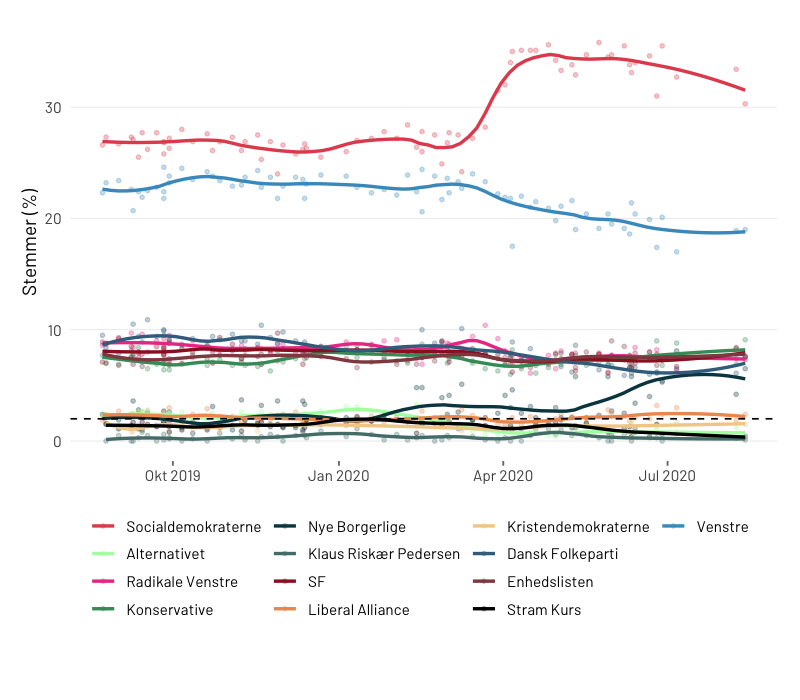 Stemmer (%)
30
20
10
0
Okt 2019 Jan 2020 Apr 2020 Jul 2020
Socialdemokraterne Nye Borgerlige Kristendemokraterne Venstre
Alternativet Klaus Riskær Pedersen Dansk Folkeparti
Radikale Venstre SF Enhedslisten
Konservative Liberal Alliance Stram Kurs